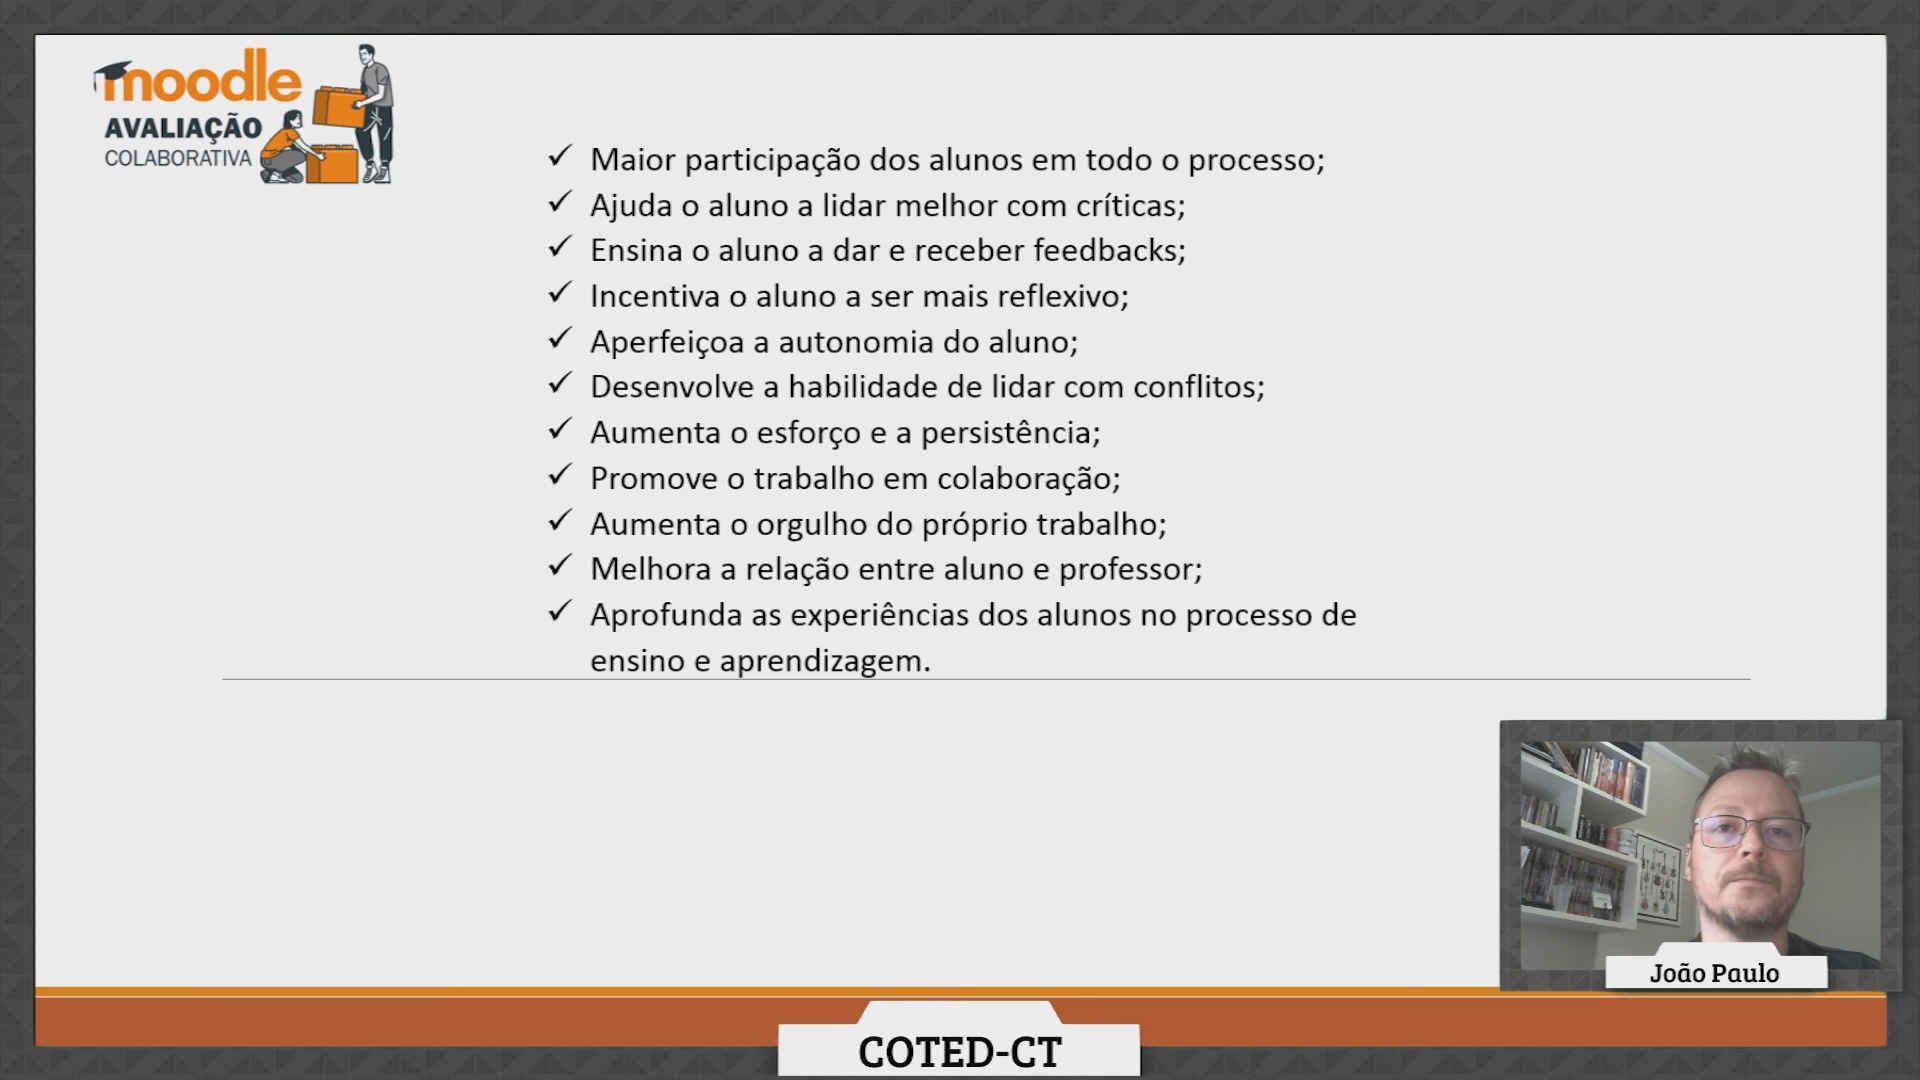 moodle
AVALIAÇÃO
COLABORATIVA
✓ Maior participação dos alunos em todo o processo;
✓ Ajuda o aluno a lidar melhor com críticas;
✓ Ensina o aluno a dar e receber feedbacks;
✓ Incentiva o aluno a ser mais reflexivo;
✓ Aperfeiçoa a autonomia do aluno;
✓ Desenvolve a habilidade de lidar com conflitos;
✓ Aumenta o esforço e a persistência;
✓ Promove o trabalho em colaboração;
✓ Aumenta o orgulho do próprio trabalho;
✓ Melhora a relação entre aluno e professor;
✓ Aprofunda as experiências dos alunos no processo de
ensino e aprendizagem.
João Paulo
COTED-CT